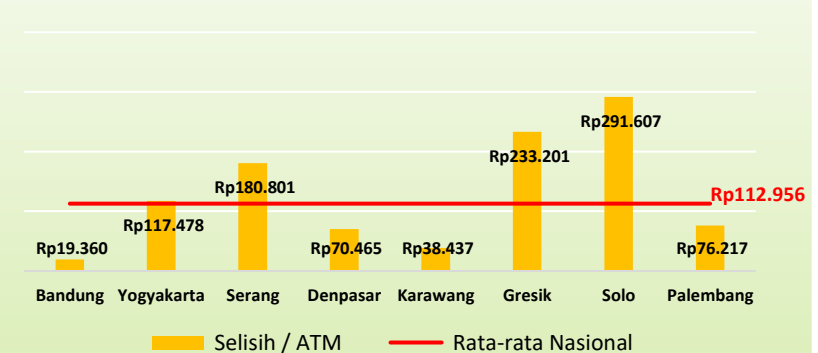 Rp291.607
Rp233.201
Rp180.801
Rp112.956
Rp117.478
Rp19.360
Rp70.465
Rp38.437
Rp76.217
Bandung Yogyakarta Serang Denpasar Karawang Gresik Solo Palembang
Selisih / ATM Rata-rata Nasional